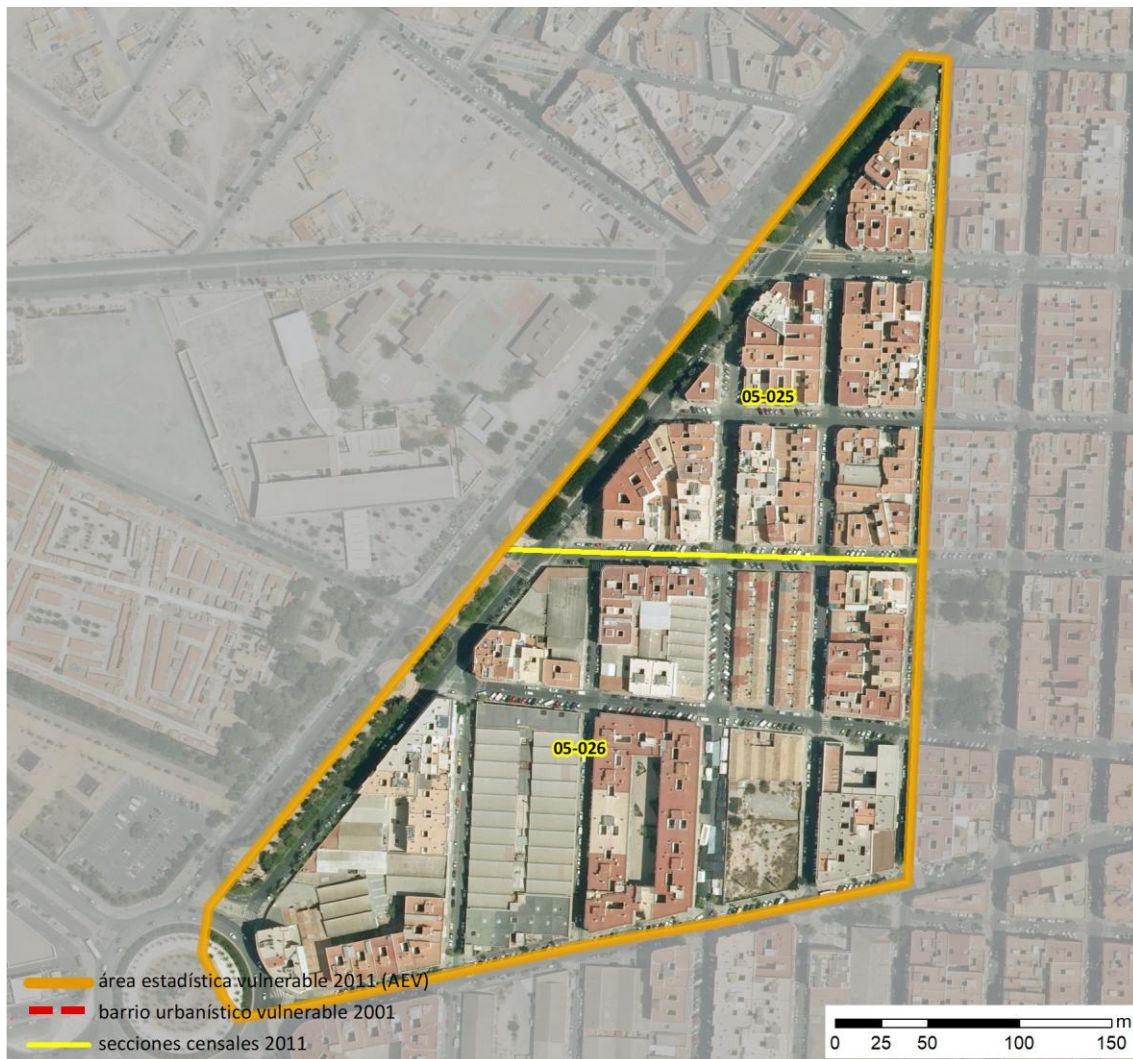 05-025
05-026
área estadística vulnerable 2011 (AEV)
barrio urbanístico vulnerable 2001
secciones censales 2011
m
0 25 50 100 150